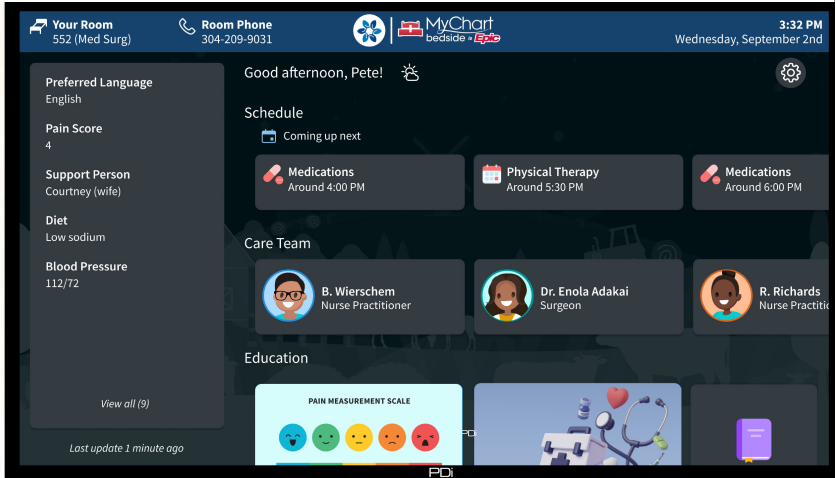 Your Room
552 (Med Surg)
Room Phone
304-209-9031
MyChart
bedside by Epic
3:32 PM
Wednesday, September 2nd
Preferred Language
English
Pain Score
4
Support Person
Courtney (wife)
Diet
Low sodium
Blood Pressure
112/72
View all (9)
Last update 1 minute ago
Good afternoon, Pete!
Schedule
Coming up next
Medications
Around 4:00 PM
Physical Therapy
Around 5:30 PM
Medications
Around 6:00 PM
Care Team
B. Wierschem
Nurse Practitioner
Dr. Enola Adakai
Surgeon
R. Richards
Nurse Practitic
Education
PAIN MEASUREMENT SCALE
PDi
PDi